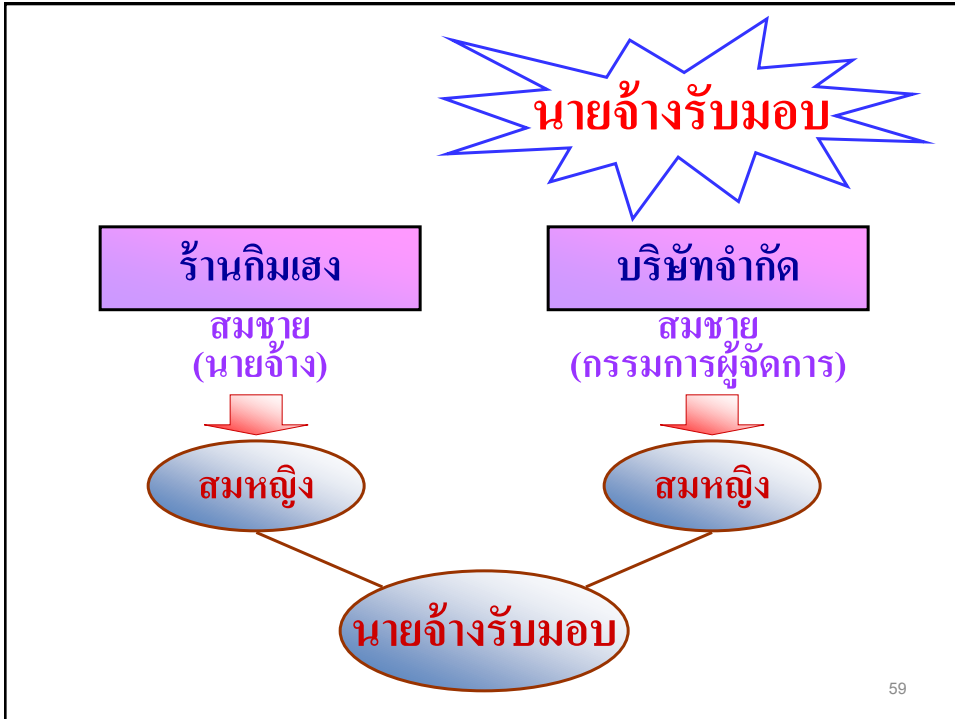 นายจ้างรับมอบ
ร้านกิมเฮง
สมชาย
(นายจ้าง)
สมหญิง
บริษัทจำกัด
สมชาย
(กรรมการผู้จัดการ)
สมหญิง
นายจ้างรับมอบ
59